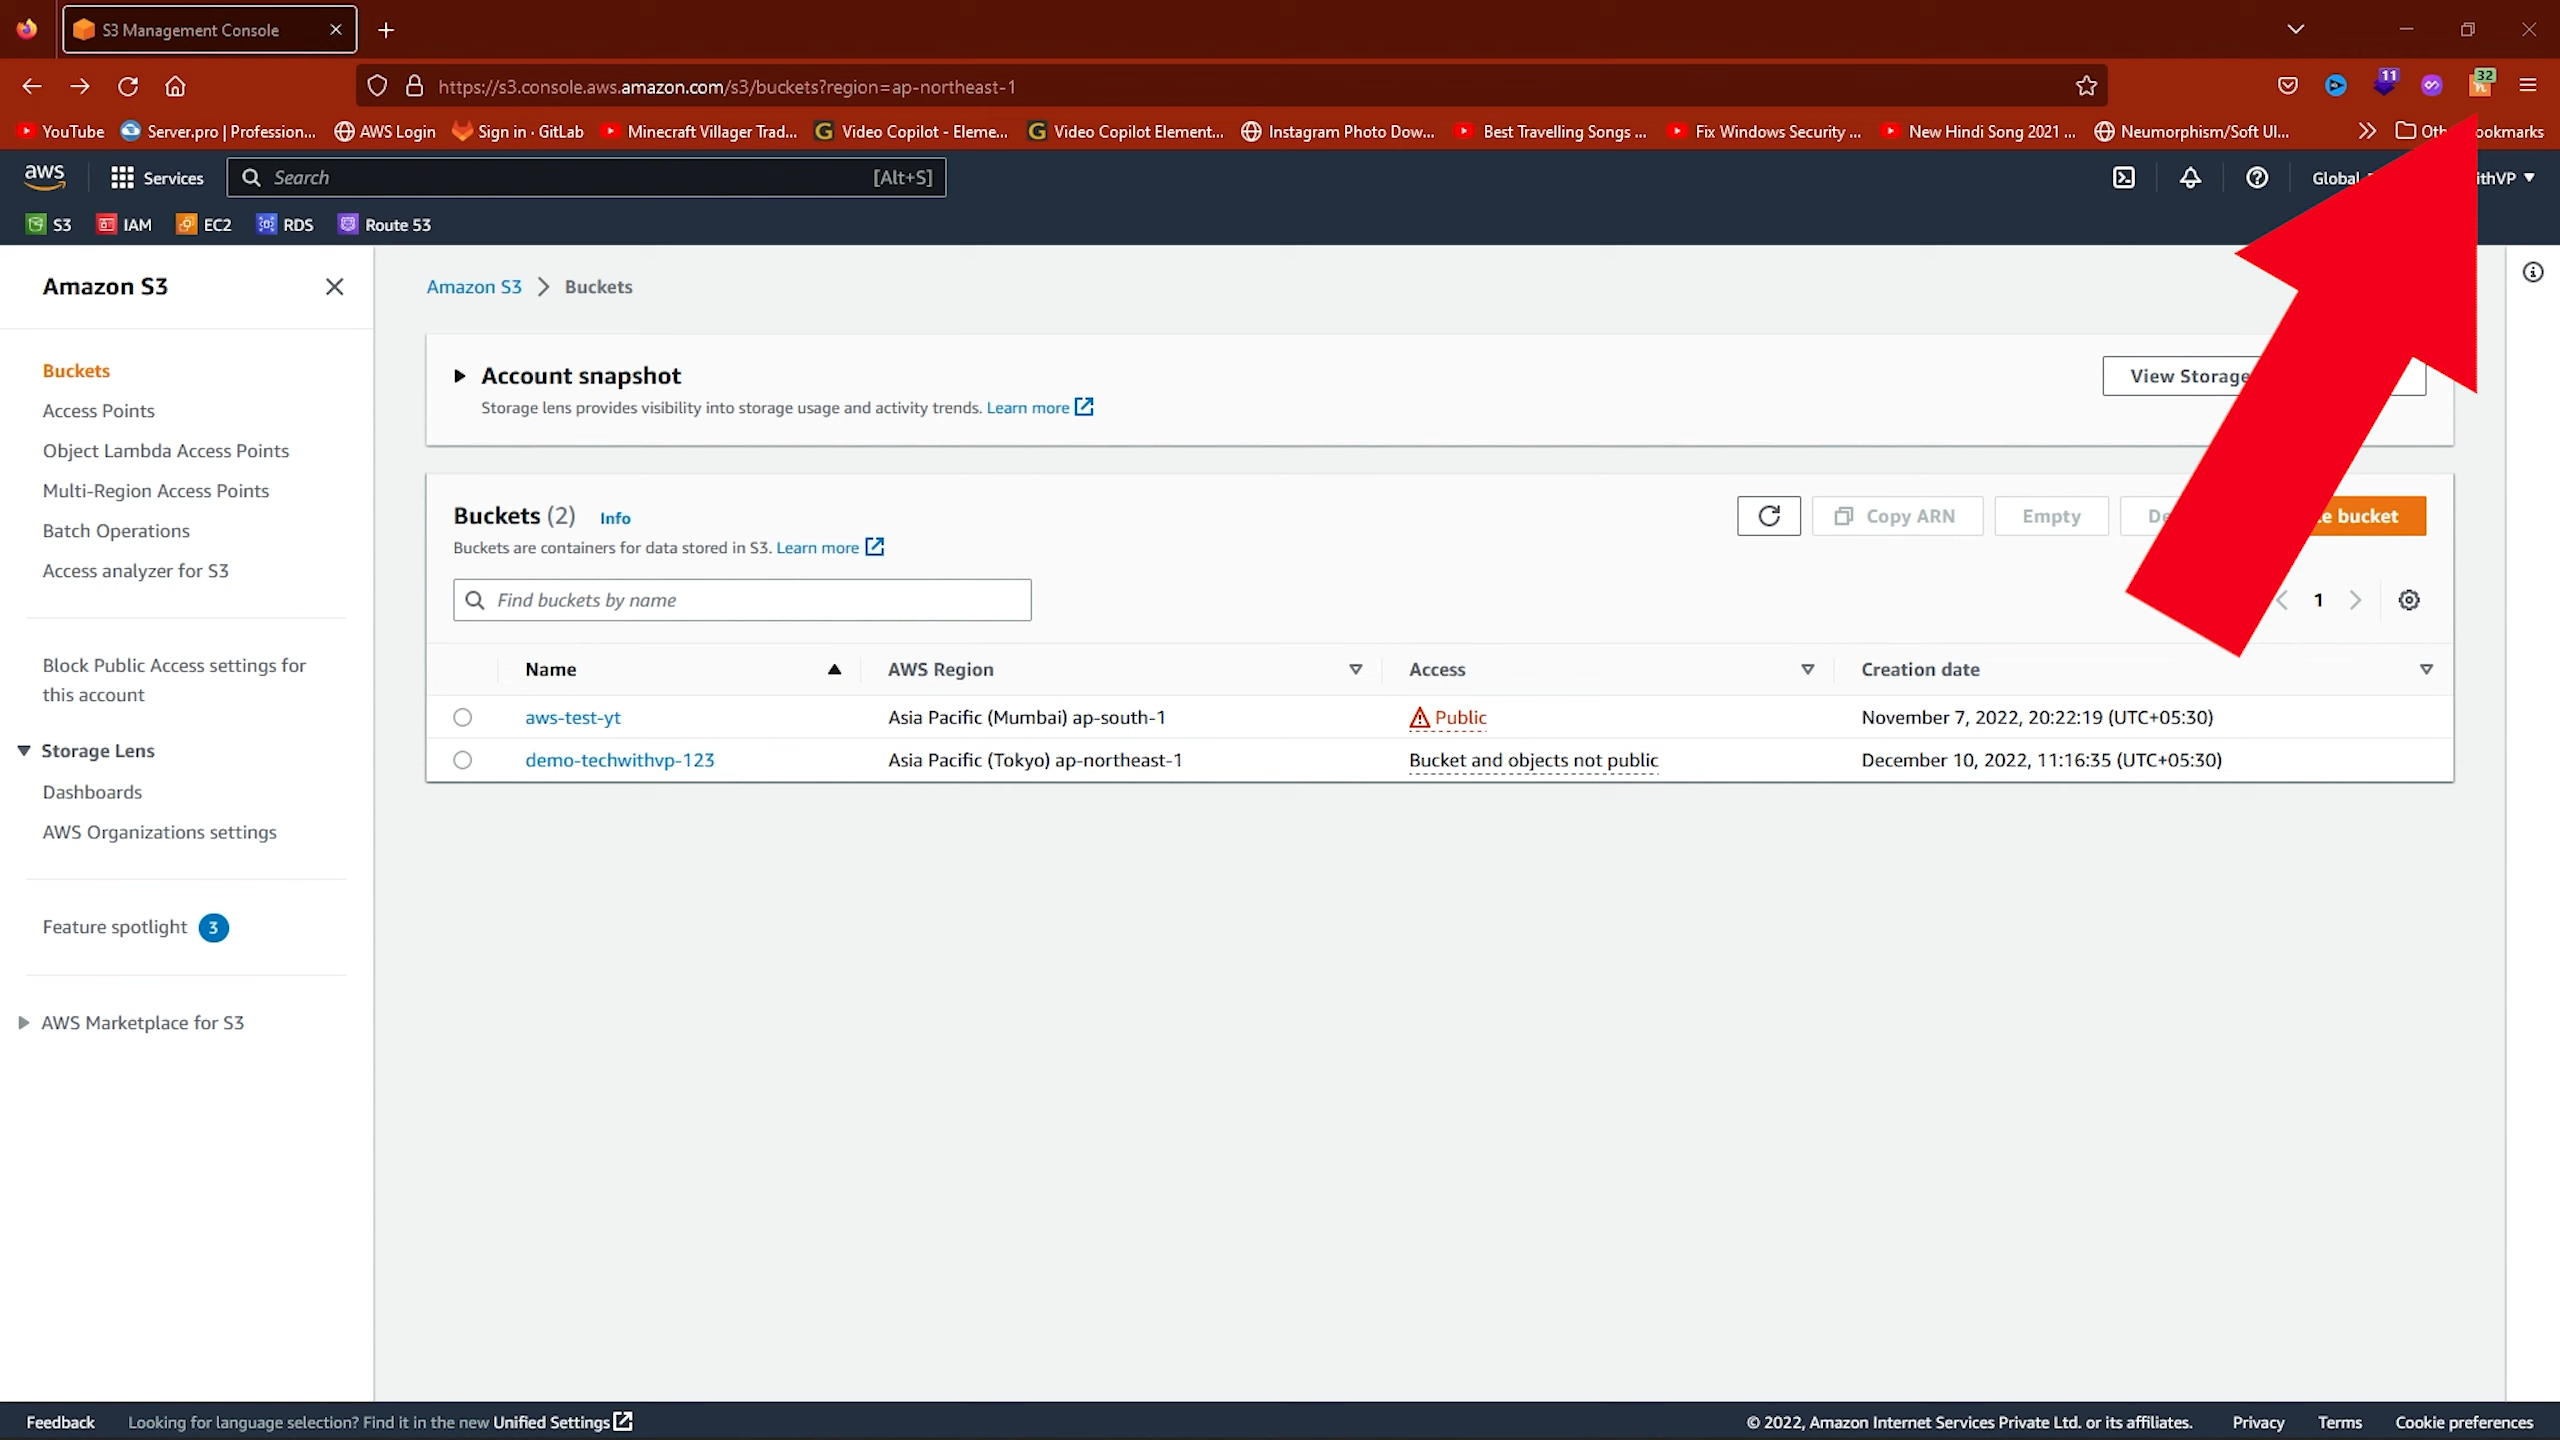 S3 Management Console
https://s3.console.aws.amazon.com/s3/buckets?region=ap-northeast-1
11
32
YouTube Server.pro | Profession... AWS Login Sign in · GitLab Minecraft Villager Trad... Video Copilot - Eleme... Video Copilot Element... Instagram Photo Dow... Best Travelling Songs ... Fix Windows Security ... New Hindi Song 2021 ... Neumorphism/Soft UI...
aws Services Search [Alt+S] Global
S3 IAM EC2 RDS Route 53
Amazon S3
Buckets
Access Points
Object Lambda Access Points
Multi-Region Access Points
Batch Operations
Access analyzer for S3
Block Public Access settings for
this account
Storage Lens
Dashboards
AWS Organizations settings
Feature spotlight 3
AWS Marketplace for S3
Amazon S3 Buckets
Account snapshot
Storage lens provides visibility into storage usage and activity trends. Learn more
View Storage
Buckets (2) Info
Buckets are containers for data stored in S3. Learn more
Copy ARN Empty bucket
Find buckets by name
1
Name AWS Region Access Creation date
aws-test-yt Asia Pacific (Mumbai) ap-south-1 Public November 7, 2022, 20:22:19 (UTC+05:30)
demo-techwithvp-123 Asia Pacific (Tokyo) ap-northeast-1 Bucket and objects not public December 10, 2022, 11:16:35 (UTC+05:30)
Feedback Looking for language selection? Find it in the new Unified Settings
© 2022, Amazon Internet Services Private Ltd. or its affiliates. Privacy Terms Cookie preferences